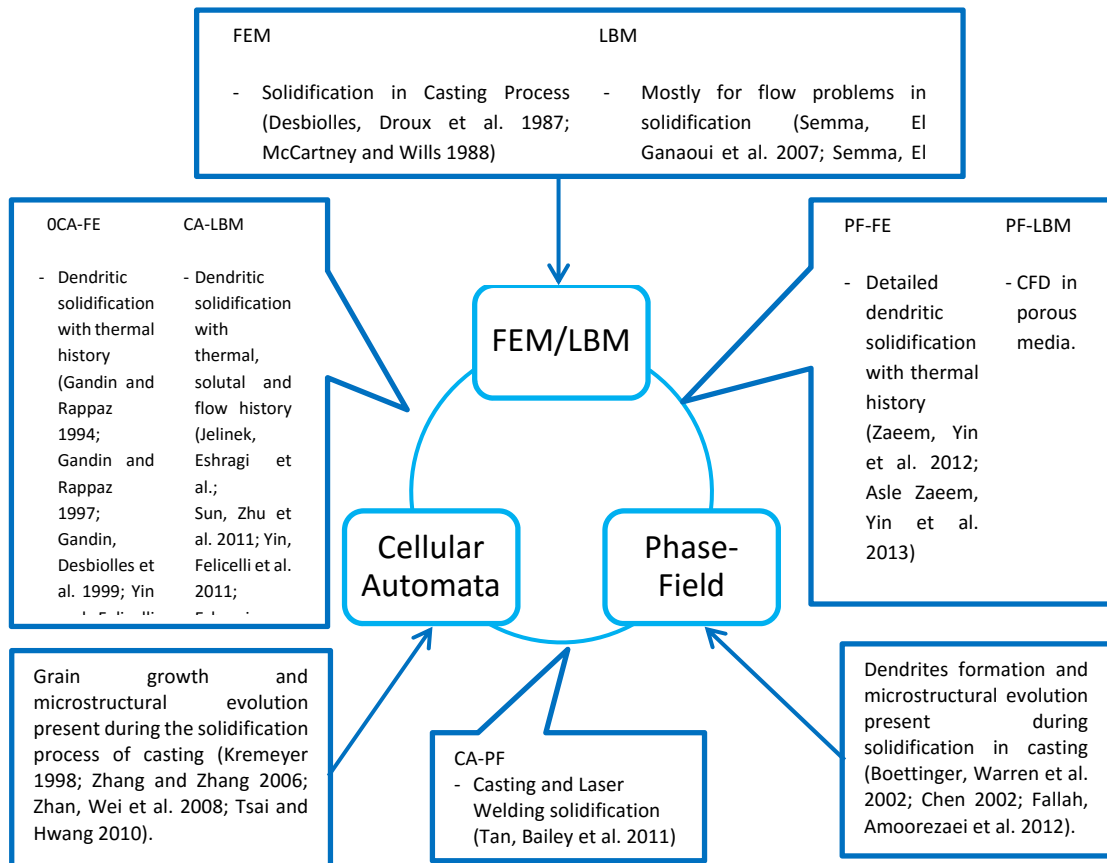 FEM
- Solidification in Casting Process
(Desbiolles, Droux et al. 1987;
McCartney and Wills 1988)
LBM
- Mostly for flow problems in
solidification (Semma, El
Ganaoui et al. 2007; Semma, El
0CA-FE
- Dendritic
solidification
with thermal
history
(Gandin and
Rappaz
1994;
Gandin and
Rappaz
1997;
Gandin,
Desbiolles et
al. 1999; Yin
CA-LBM
- Dendritic
solidification
with
thermal,
solutal and
flow history
(Jelinek,
Eshragi et
al.;
Sun, Zhu et
al. 2011; Yin,
Felicelli et al.
2011;
PF-FE
- Detailed
dendritic
solidification
with thermal
history
(Zaeem, Yin
et al. 2012;
Asle Zaeem,
Yin et al.
2013)
PF-LBM
- CFD in
porous
media.
FEM/LBM
Cellular
Automata
Phase-
Field
Grain growth and
microstructural evolution
present during the solidification
process of casting (Kremeyer
1998; Zhang and Zhang 2006;
Zhan, Wei et al. 2008; Tsai and
Hwang 2010).
CA-PF
- Casting and Laser
Welding solidification
(Tan, Bailey et al. 2011)
Dendrites formation and
microstructural evolution
present during
solidification in casting
(Boettinger, Warren et al.
2002; Chen 2002; Fallah,
Amoorezaei et al. 2012).